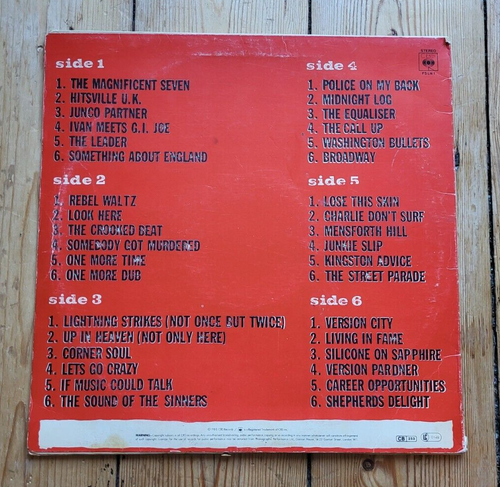 side 1
1. THE MAGNIFICENT SEVEN
2. HITSVILLE U.K.
3. JUNCO PARTNER
4. IVAN MEETS G.I. JOE
5. THE LEADER
6. SOMETHING ABOUT ENGLAND
side 2
1. REBEL WALTZ
2. LOOK HERE
3. THE CROOKED BEAT
4. SOMEBODY GOT MURDERED
5. ONE MORE TIME
6. ONE MORE DUB
side 3
1. LIGHTNING STRIKES (NOT ONCE BUT TWICE)
2. UP IN HEAVEN (NOT ONLY HERE)
3. CORNER SOUL
4. LETS GO CRAZY
5. IF MUSIC COULD TALK
6. THE SOUND OF THE SINNERS
STEREO
CBS
side 4
1. POLICE ON MY BACK
2. MIDNIGHT LOG
3. THE EQUALISER
4. THE CALL UP
5. WASHINGTON BULLETS
6. BROADWAY
side 5
1. LOSE THIS SKIN
2. CHARLIE DON'T SURF
3. MENSFORTH HILL
4. JUNKIE SLIP
5. KINGSTON ADVICE
6. THE STREET PARADE
side 6
1. VERSION CITY
2. LIVING IN FAME
3. SILICONE ON SAPPHIRE
4. VERSION PARDNER
5. CAREER OPPORTUNITIES
6. SHEPHERDS DELIGHT
WARNING:
CB